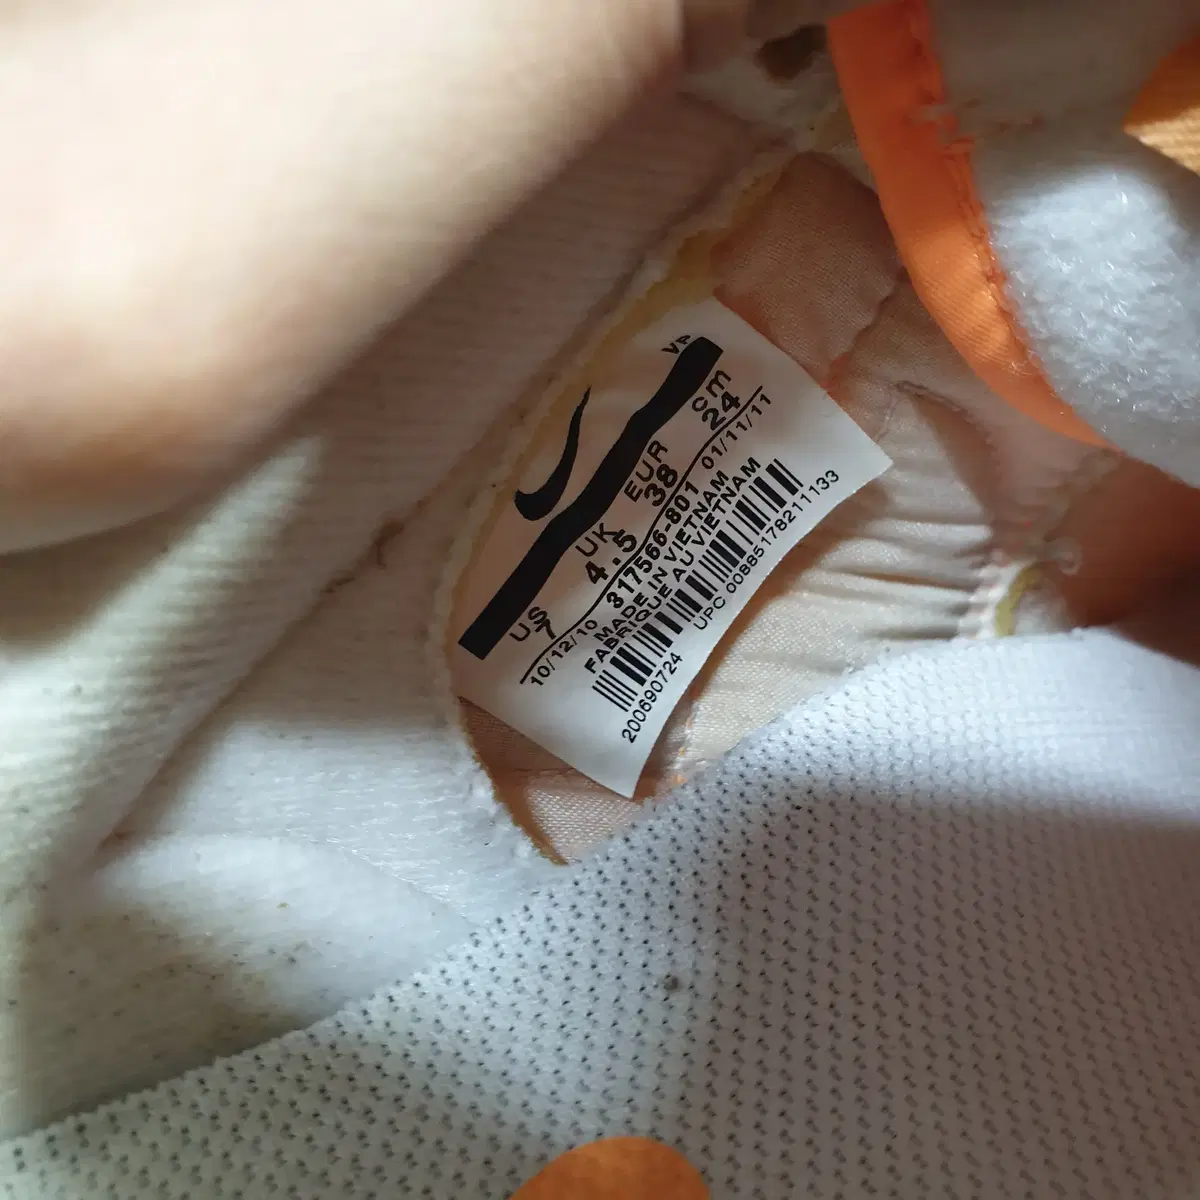 VP
US UK EUR cm
7 4.5 38 24
10/12/10 317566-801 01/11/11
MADE IN VIETNAM
FABRIQUE AU VIETNAM
200690724 UPC 00885178211133